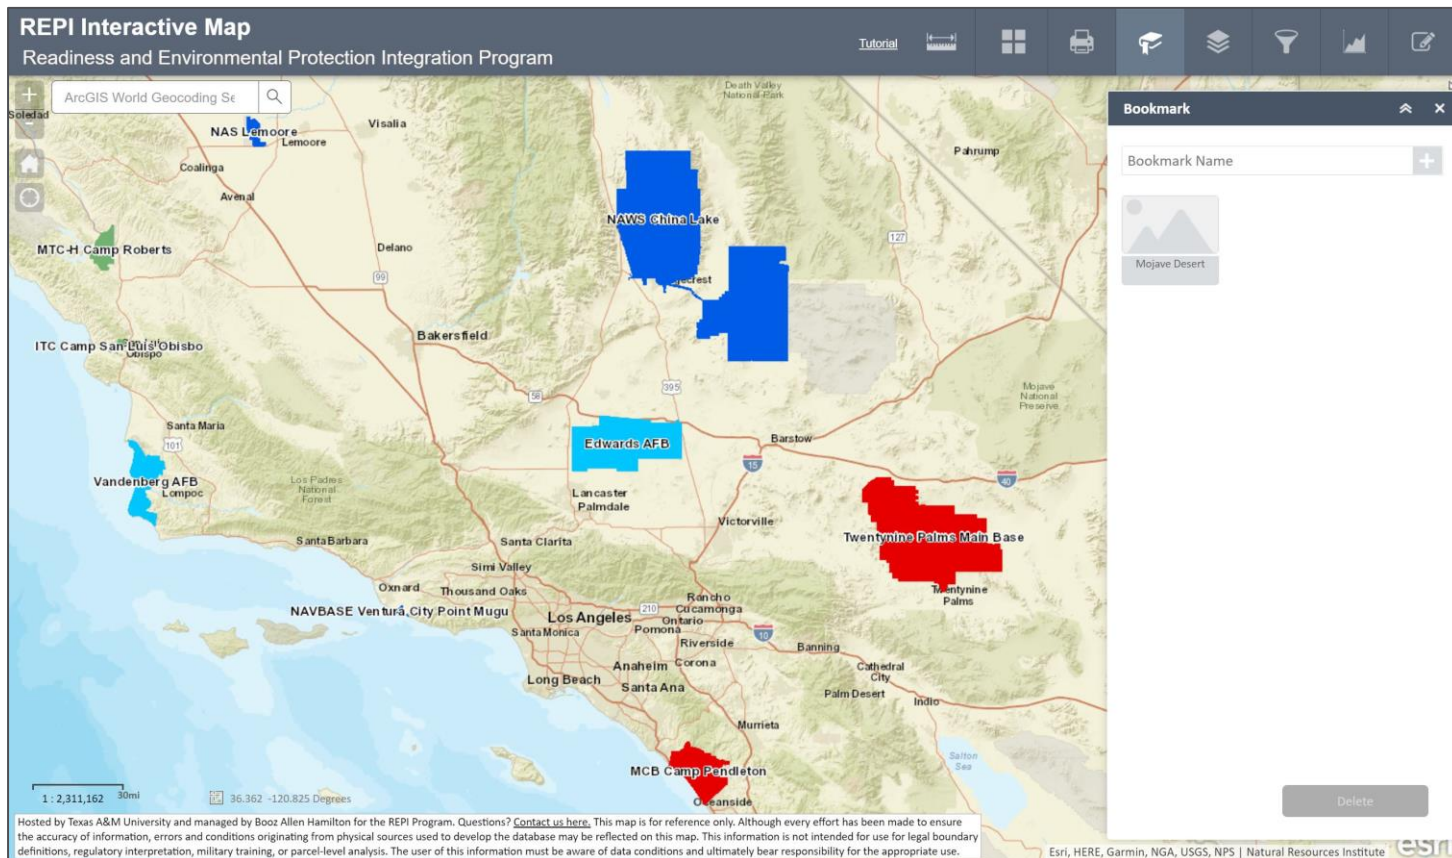 REPI Interactive Map
Readiness and Environmental Protection Integration Program
Tutorial
ArcGIS World Geocoding Se
Bookmark
Bookmark Name
Mojave Desert
Delete
Soledad
NAS Lemoore
Lemoore
Visalia
Coalinga
Avenal
Death Valley
National Park
Pahrump
MTC-H Camp Roberts
Delano
99
NAWS China Lake
127
Bakersfield
ITC Camp San Luis Obisbo
Obispo
58
395
Mojave
National
Preserve
Santa Maria
101
Edwards AFB
Barstow
15
40
Vandenberg AFB
Lompoc
Los Padres
National
Forest
Lancaster
Palmdale
Victorville
Twentynine Palms Main Base
Twentynine
Palms
Santa Barbara
Santa Clarita
Simi Valley
Oxnard
Thousand Oaks
NAVBASE Ventura City Point Mugu
Los Angeles
210
Rancho
Cucamonga
Ontario
Pomona
10
Santa Monica
Riverside
Banning
Anaheim
Corona
Cathedral
City
Long Beach
Santa Ana
Palm Desert
Indio
Murrieta
Salton
Sea
MCB Camp Pendleton
Oceanside
1 : 2,311,162
30mi
36.362 -120.825 Degrees
Hosted by Texas A&M University and managed by Booz Allen Hamilton for the REPI Program. Questions? Contact us here. This map is for reference only. Although every effort has been made to ensure
the accuracy of information, errors and conditions originating from physical sources used to develop the database may be reflected on this map. This information is not intended for use for legal boundary
definitions, regulatory interpretation, military training, or parcel-level analysis. The user of this information must be aware of data conditions and ultimately bear responsibility for the appropriate use.
Esri, HERE, Garmin, NGA, USGS, NPS | Natural Resources Institute
esri